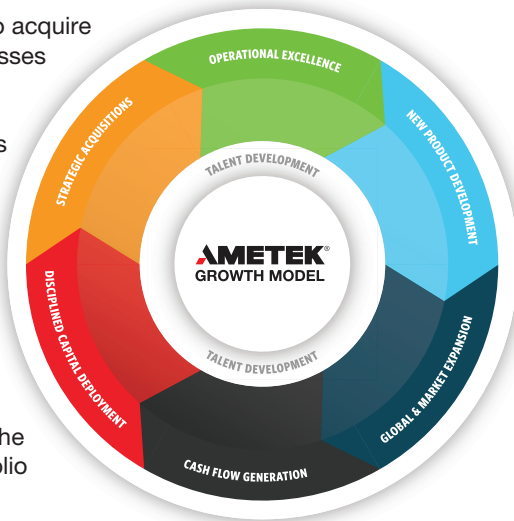 o acquire
sses
s
he
olio
OPERATIONAL EXCELLENCE
NEW PRODUCT DEVELOPMENT
GLOBAL & MARKET EXPANSION
CASH FLOW GENERATION
DISCIPLINED CAPITAL DEPLOYMENT
STRATEGIC ACQUISITIONS
TALENT DEVELOPMENT
AMETEK®
GROWTH MODEL
TALENT DEVELOPMENT